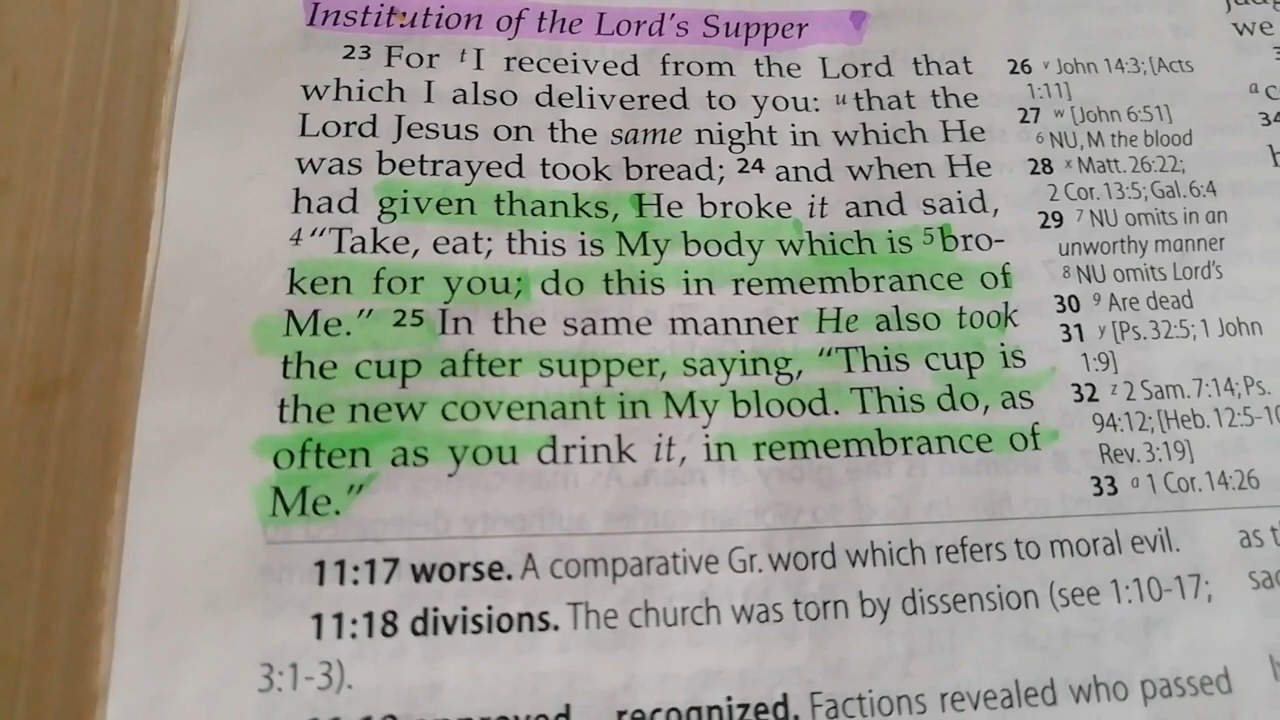 Institution of the Lord's Supper
23 For t I received from the Lord that
which I also delivered to you: u that the
Lord Jesus on the same night in which He
was betrayed took bread; 24 and when He
had given thanks, He broke it and said,
4 "Take, eat; this is My body which is 5 bro-
ken for you; do this in remembrance of
Me." 25 In the same manner He also took
the cup after supper, saying, "This cup is
the new covenant in My blood. This do, as
often as you drink it, in remembrance of
Me."
26 v John 14:3; [Acts
1:11]
27 w [John 6:51]
6 NU, M the blood
28 x Matt. 26:22;
2 Cor. 13:5; Gal. 6:4
29 7 NU omits in an
unworthy manner
8 NU omits Lord's
30 9 Are dead
31 y [Ps. 32:5; 1 John
1:9]
32 z 2 Sam. 7:14; Ps.
94:12; [Heb. 12:5-10
Rev. 3:19]
33 a 1 Cor. 14:26
we
34
11:17 worse. A comparative Gr. word which refers to moral evil.
11:18 divisions. The church was torn by dissension (see 1:10-17;
3:1-3).
recognized. Factions revealed who passed
as